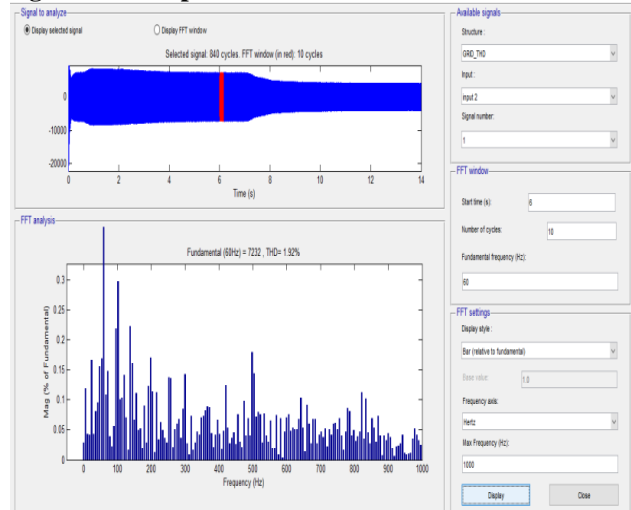 Signal to analyze
Display selected signal
Display FFT window
Selected signal: 840 cycles. FFT window (in red): 10 cycles
0
-10000
-20000
0 2 4 6 8 10 12 14
Time (s)
FFT analysis
Fundamental (60Hz) = 7232 , THD= 1.92%
Mag (% of Fundamental)
0.3
0.25
0.2
0.15
0.1
0.05
0
0 100 200 300 400 500 600 700 800 900 1000
Frequency (Hz)
Available signals
Structure :
GRID_THD
Input :
input 2
Signal number:
1
FFT window
Start time (s): 6
Number of cycles: 10
Fundamental frequency (Hz):
60
FFT settings
Display style :
Bar (relative to fundamental)
Base value: 1.0
Frequency axis:
Hertz
Max Frequency (Hz):
1000
Display Close